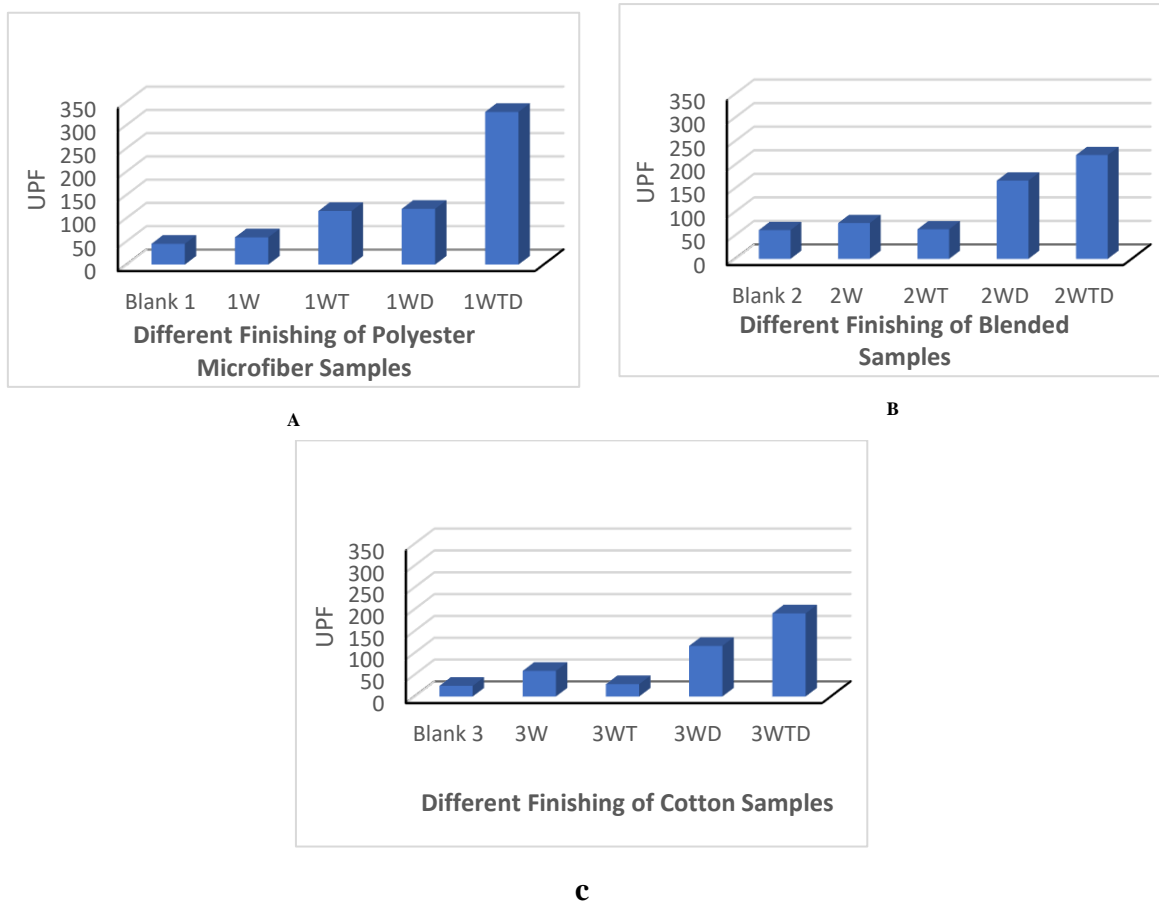 350
300
250
200
150
100
50
0
UPF
Blank 1 1W 1WT 1WD 1WTD
Different Finishing of Polyester
Microfiber Samples
A
350
300
250
200
150
100
50
0
UPF
Blank 2 2W 2WT 2WD 2WTD
Different Finishing of Blended
Samples
B
350
300
250
200
150
100
50
0
UPF
Blank 3 3W 3WT 3WD 3WTD
Different Finishing of Cotton Samples
c